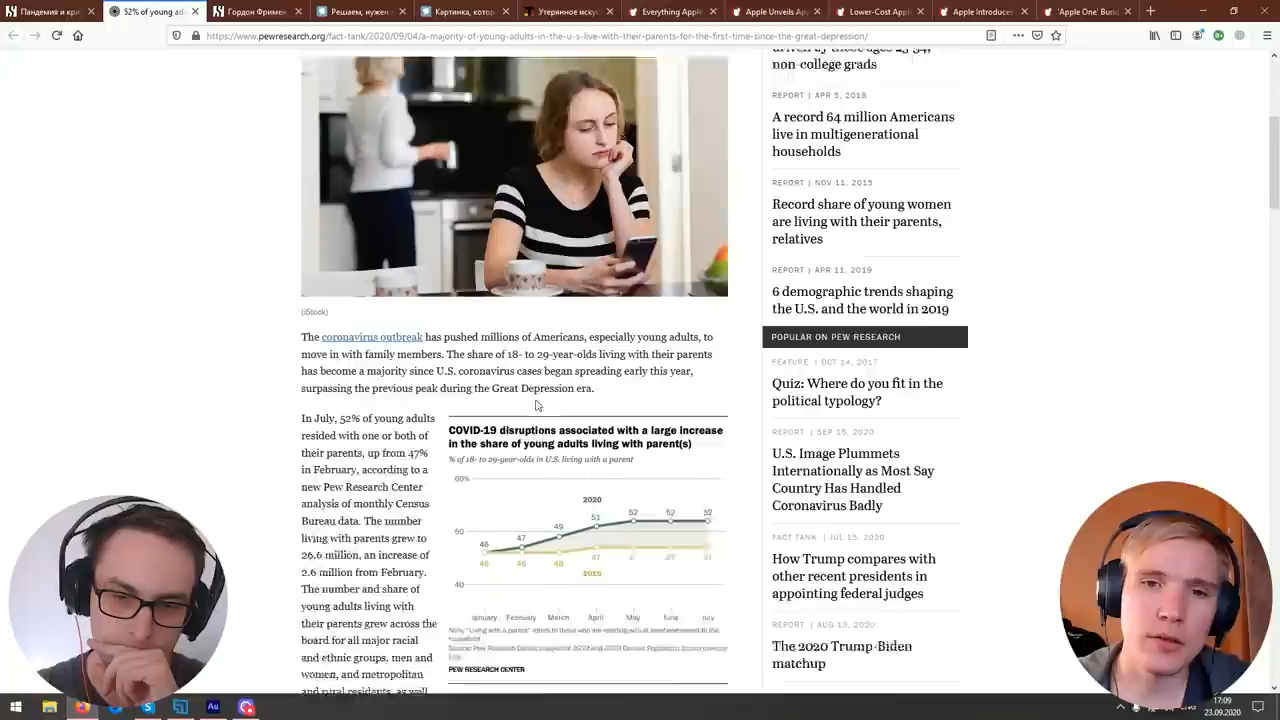 Пандемия и кри
52% of young ad
Гордон Фримен
Решаем, нужен
Картинка, котор
Утерянное искус
Everything Apple
Apple Unveils App
Lower-Cost Apple
Apple Introduces
'Apple One' Bund
https://www.pewresearch.org/fact-tank/2020/09/04/a-majority-of-young-adults-in-the-u-s-live-with-their-parents-for-the-first-time-since-the-great-depression/
(iStock)
The coronavirus outbreak has pushed millions of Americans, especially young adults, to
move in with family members. The share of 18- to 29-year-olds living with their parents
has become a majority since U.S. coronavirus cases began spreading early this year,
surpassing the previous peak during the Great Depression era.
In July, 52% of young adults
resided with one or both of
their parents, up from 47%
in February, according to a
new Pew Research Center
analysis of monthly Census
Bureau data. The number
living with parents grew to
26.6 million, an increase of
2.6 million from February.
The number and share of
young adults living with
their parents grew across the
board for all major racial
and ethnic groups, men and
women, and metropolitan
and rural residents, as well
COVID-19 disruptions associated with a large increase
in the share of young adults living with parent(s)
% of 18- to 29-year-olds in U.S. living with a parent
60%
2020
46 47 49 51 52 52 52
50
46 46 46 47 47
2019
40
January February March April May June July
PEW RESEARCH CENTER
non-college grads
REPORT | APR 5, 2018
A record 64 million Americans
live in multigenerational
households
REPORT | NOV 11, 2015
Record share of young women
are living with their parents,
relatives
REPORT | APR 11, 2019
6 demographic trends shaping
the U.S. and the world in 2019
POPULAR ON PEW RESEARCH
FEATURE | OCT 14, 2017
Quiz: Where do you fit in the
political typology?
REPORT | SEP 15, 2020
U.S. Image Plummets
Internationally as Most Say
Country Has Handled
Coronavirus Badly
FACT TANK | JUL 15, 2020
How Trump compares with
other recent presidents in
appointing federal judges
REPORT | AUG 13, 2020
The 2020 Trump-Biden
matchup
17:09
23.09.2020